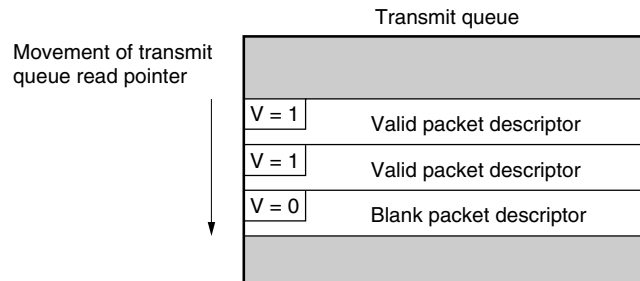 Transmit queue
Movement of transmit
queue read pointer
V = 1
Valid packet descriptor
V = 1
Valid packet descriptor
V = 0
Blank packet descriptor